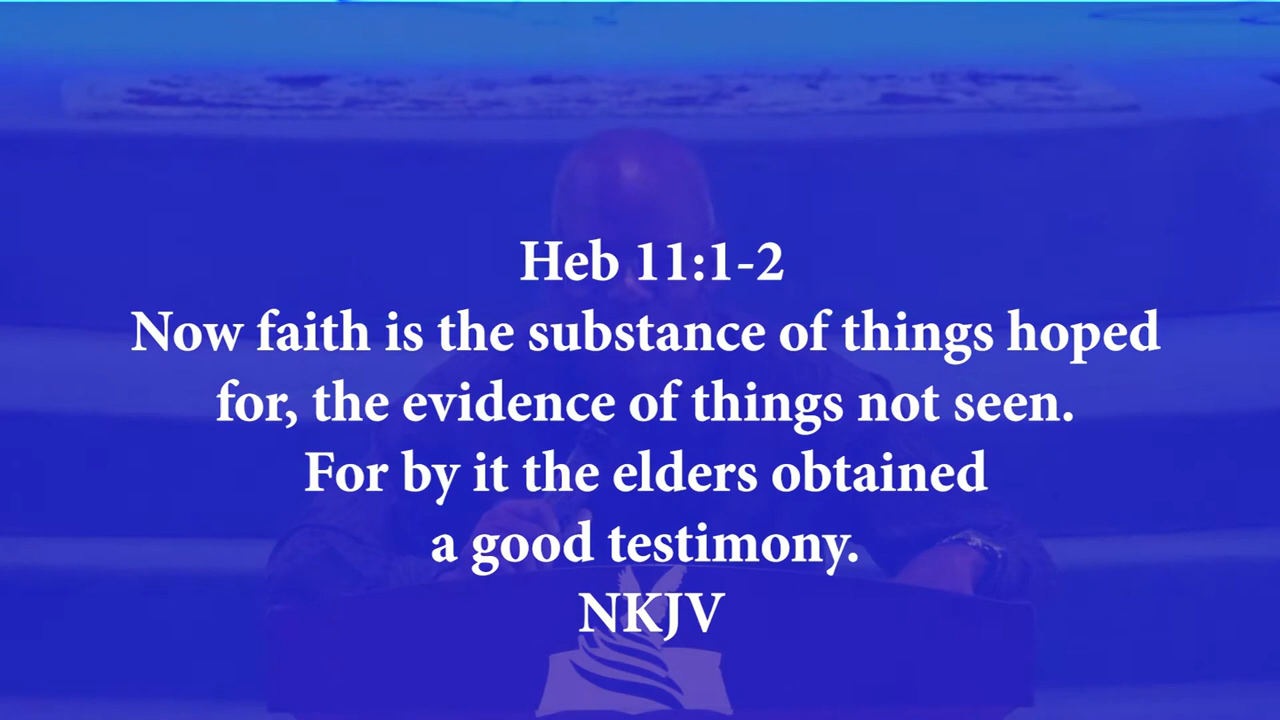 Heb 11:1-2
Now faith is the substance of things hoped
for, the evidence of things not seen.
For by it the elders obtained
a good testimony.
NKJV